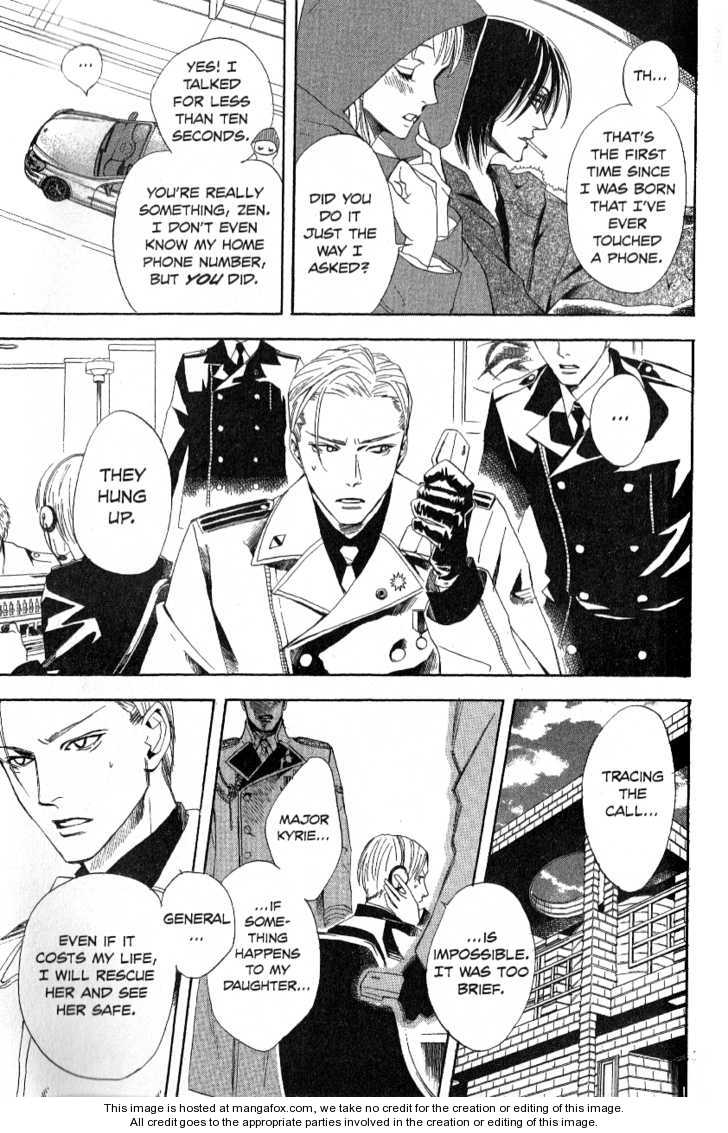 TH...
THAT'S
THE FIRST
TIME SINCE
I WAS BORN
THAT I'VE
EVER
TOUCHED
A PHONE.
DID YOU
DO IT
JUST THE
WAY I
ASKED?
YES! I
TALKED
FOR LESS
THAN TEN
SECONDS.
YOU'RE REALLY
SOMETHING, ZEN.
I DON'T EVEN
KNOW MY HOME
PHONE NUMBER,
BUT YOU DID.
...
...
THEY
HUNG
UP.
TRACING
THE
CALL...
...IS
IMPOSSIBLE.
IT WAS TOO
BRIEF.
MAJOR
KYRIE...
...IF
SOME-
THING
HAPPENS
TO MY
DAUGHTER...
GENERAL
...
EVEN IF IT
COSTS MY LIFE,
I WILL RESCUE
HER AND SEE
HER SAFE.
This image is hosted at mangafox.com, we take no credit for the creation or editing of this image.
All credit goes to the appropriate parties involved in the creation or editing of this image.